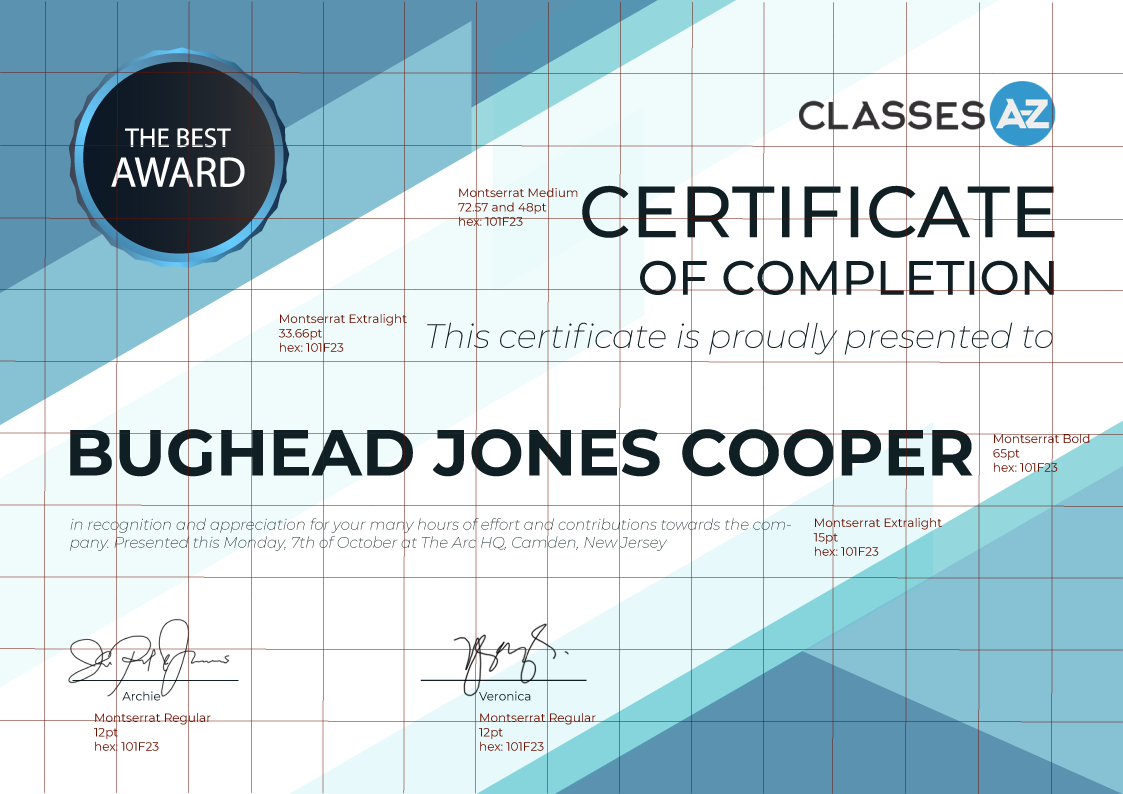 THE BEST
AWARD
CLASSES A-Z
Montserrat Medium
72.57 and 48pt
hex: 101F23
CERTIFICATE
OF COMPLETION
Montserrat Extralight
33.66pt
hex: 101F23
This certificate is proudly presented to
BUGHEAD JONES COOPER
Montserrat Bold
65pt
hex: 101F23
in recognition and appreciation for your many hours of effort and contributions towards the com-
pany. Presented this Monday, 7th of October at The Arc HQ, Camden, New Jersey
Montserrat Extralight
15pt
hex: 101F23
Archie
Montserrat Regular
12pt
hex: 101F23
Veronica
Montserrat Regular
12pt
hex: 101F23